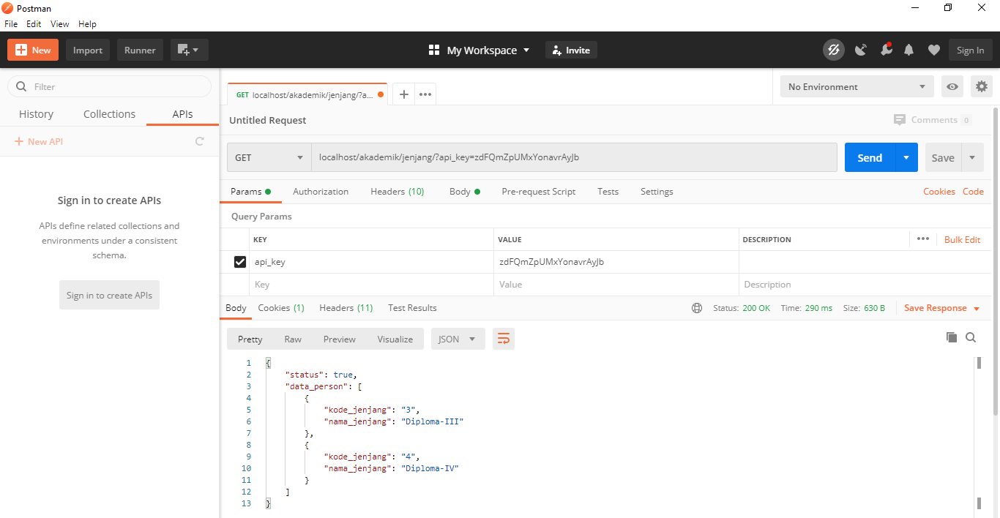 Postman
File Edit View Help
New Import Runner My Workspace Invite Sign In
Filter
History Collections APIs
New API
Sign in to create APIs
APIs define related collections and
environments under a consistent
schema.
Sign in to create APIs
GET localhost/akademik/jenjang/?a...
No Environment
Untitled Request
Comments 0
GET localhost/akademik/jenjang/?api_key=zdFQmZpUMxYonavrAyJb Send Save
Params Authorization Headers (10) Body Pre-request Script Tests Settings Cookies Code
Query Params
KEY VALUE DESCRIPTION Bulk Edit
api_key zdFQmZpUMxYonavrAyJb
Key Value Description
Body Cookies (1) Headers (11) Test Results Status: 200 OK Time: 290 ms Size: 630 B Save Response
Pretty Raw Preview Visualize JSON
1 {
2 "status": true,
3 "data_person": [
4 {
5 "kode_jenjang": "3",
6 "nama_jenjang": "Diploma-III"
7 },
8 {
9 "kode_jenjang": "4",
10 "nama_jenjang": "Diploma-IV"
11 }
12 ]
13 }